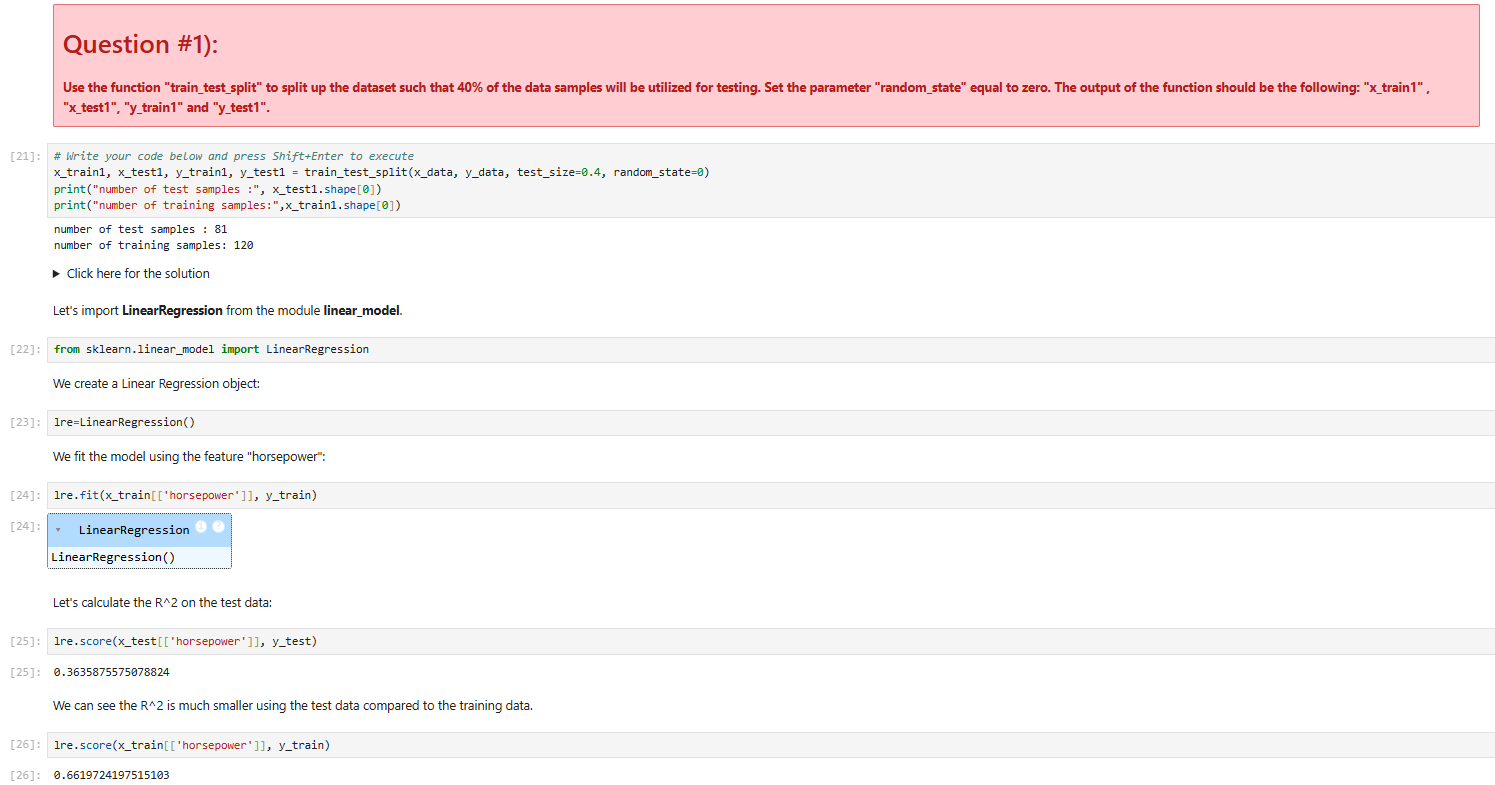 Question #1):
Use the function "train_test_split" to split up the dataset such that 40% of the data samples will be utilized for testing. Set the parameter "random_state" equal to zero. The output of the function should be the following: "x_train1" ,
"x_test1", "y_train1" and "y_test1".
[21]: # Write your code below and press Shift+Enter to execute
x_train1, x_test1, y_train1, y_test1 = train_test_split(x_data, y_data, test_size=0.4, random_state=0)
print("number of test samples :", x_test1.shape[0])
print("number of training samples:",x_train1.shape[0])
number of test samples : 81
number of training samples: 120
Click here for the solution
Let's import LinearRegression from the module linear_model.
[22]: from sklearn.linear_model import LinearRegression
We create a Linear Regression object:
[23]: lre=LinearRegression()
We fit the model using the feature "horsepower":
[24]: lre.fit(x_train[['horsepower']], y_train)
[24]: LinearRegression i ?
LinearRegression()
Let's calculate the R^2 on the test data:
[25]: lre.score(x_test[['horsepower']], y_test)
[25]: 0.3635875575078824
We can see the R^2 is much smaller using the test data compared to the training data.
[26]: lre.score(x_train[['horsepower']], y_train)
[26]: 0.6619724197515103